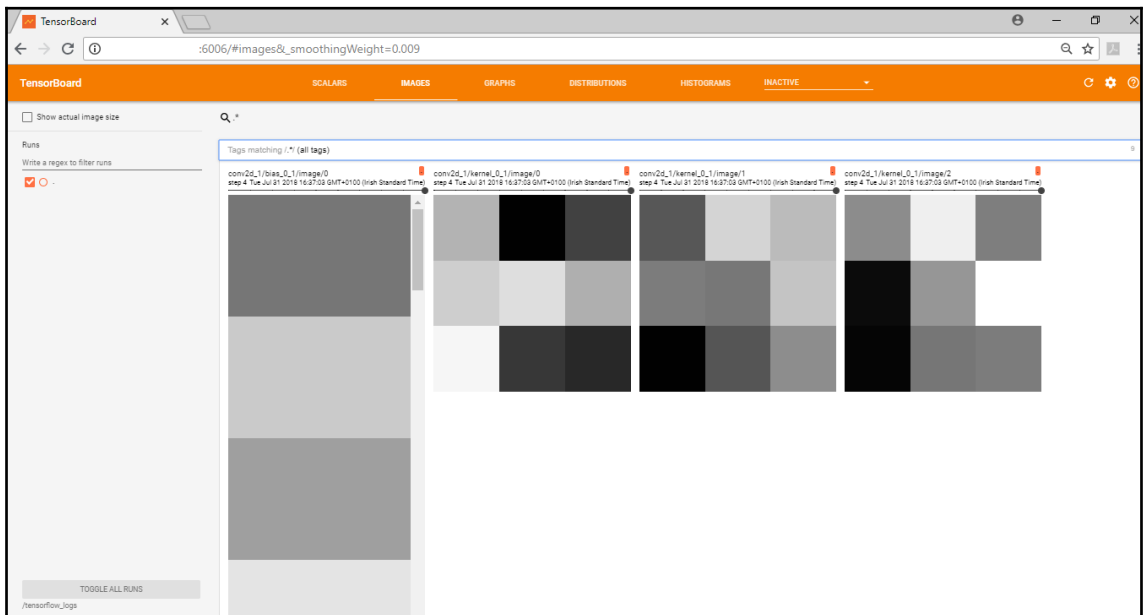 TensorBoard
:6006/#images&_smoothingWeight=0.009
TensorBoard SCALARS IMAGES GRAPHS DISTRIBUTIONS HISTOGRAMS INACTIVE
Show actual image size
.*
Runs
Tags matching /.*/ (all tags) 9
Write a regex to filter runs
.
conv2d_1/bias_0_1/image/0
step 4 Tue Jul 31 2018 16:37:03 GMT+0100 (Irish Standard Time)
conv2d_1/kernel_0_1/image/0
step 4 Tue Jul 31 2018 16:37:03 GMT+0100 (Irish Standard Time)
conv2d_1/kernel_0_1/image/1
step 4 Tue Jul 31 2018 16:37:03 GMT+0100 (Irish Standard Time)
conv2d_1/kernel_0_1/image/2
step 4 Tue Jul 31 2018 16:37:03 GMT+0100 (Irish Standard Time)
TOGGLE ALL RUNS
/tensorflow_logs